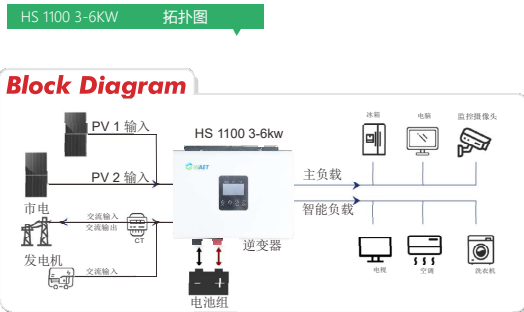 HS 1100 3-6KW 拓扑图
Block Diagram
PV 1 输入
HS 1100 3-6kw
冰箱
电脑
监控摄像头
PV 2 输入
主负载
市电
智能负载
交流输入
交流输出
CT
逆变器
发电机
交流输入
电视
空调
洗衣机
电池组